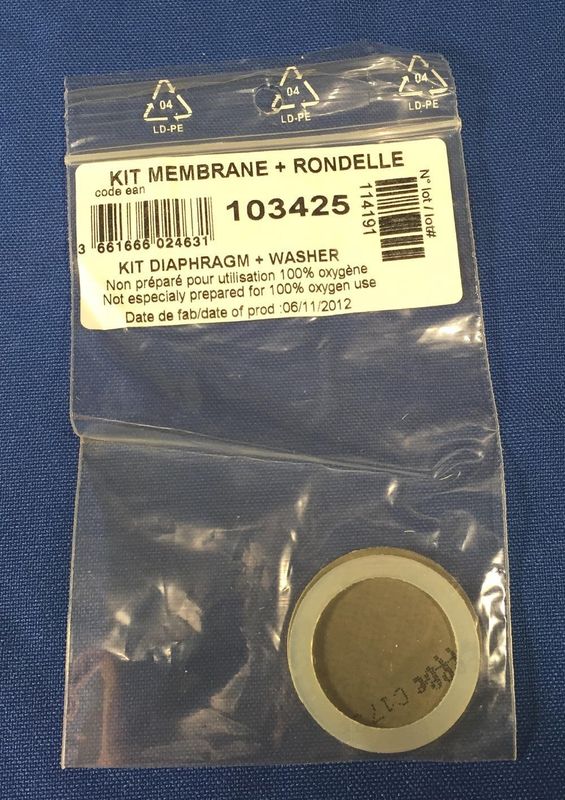 04
LD-PE
04
LD-PE
04
LD-PE
KIT MEMBRANE + RONDELLE
code ean
103425
3 661666 024631
N° lot / lot#
114191
KIT DIAPHRAGM + WASHER
Non préparé pour utilisation 100% oxygène
Not especialy prepared for 100% oxygen use
Date de fab/date of prod :06/11/2012